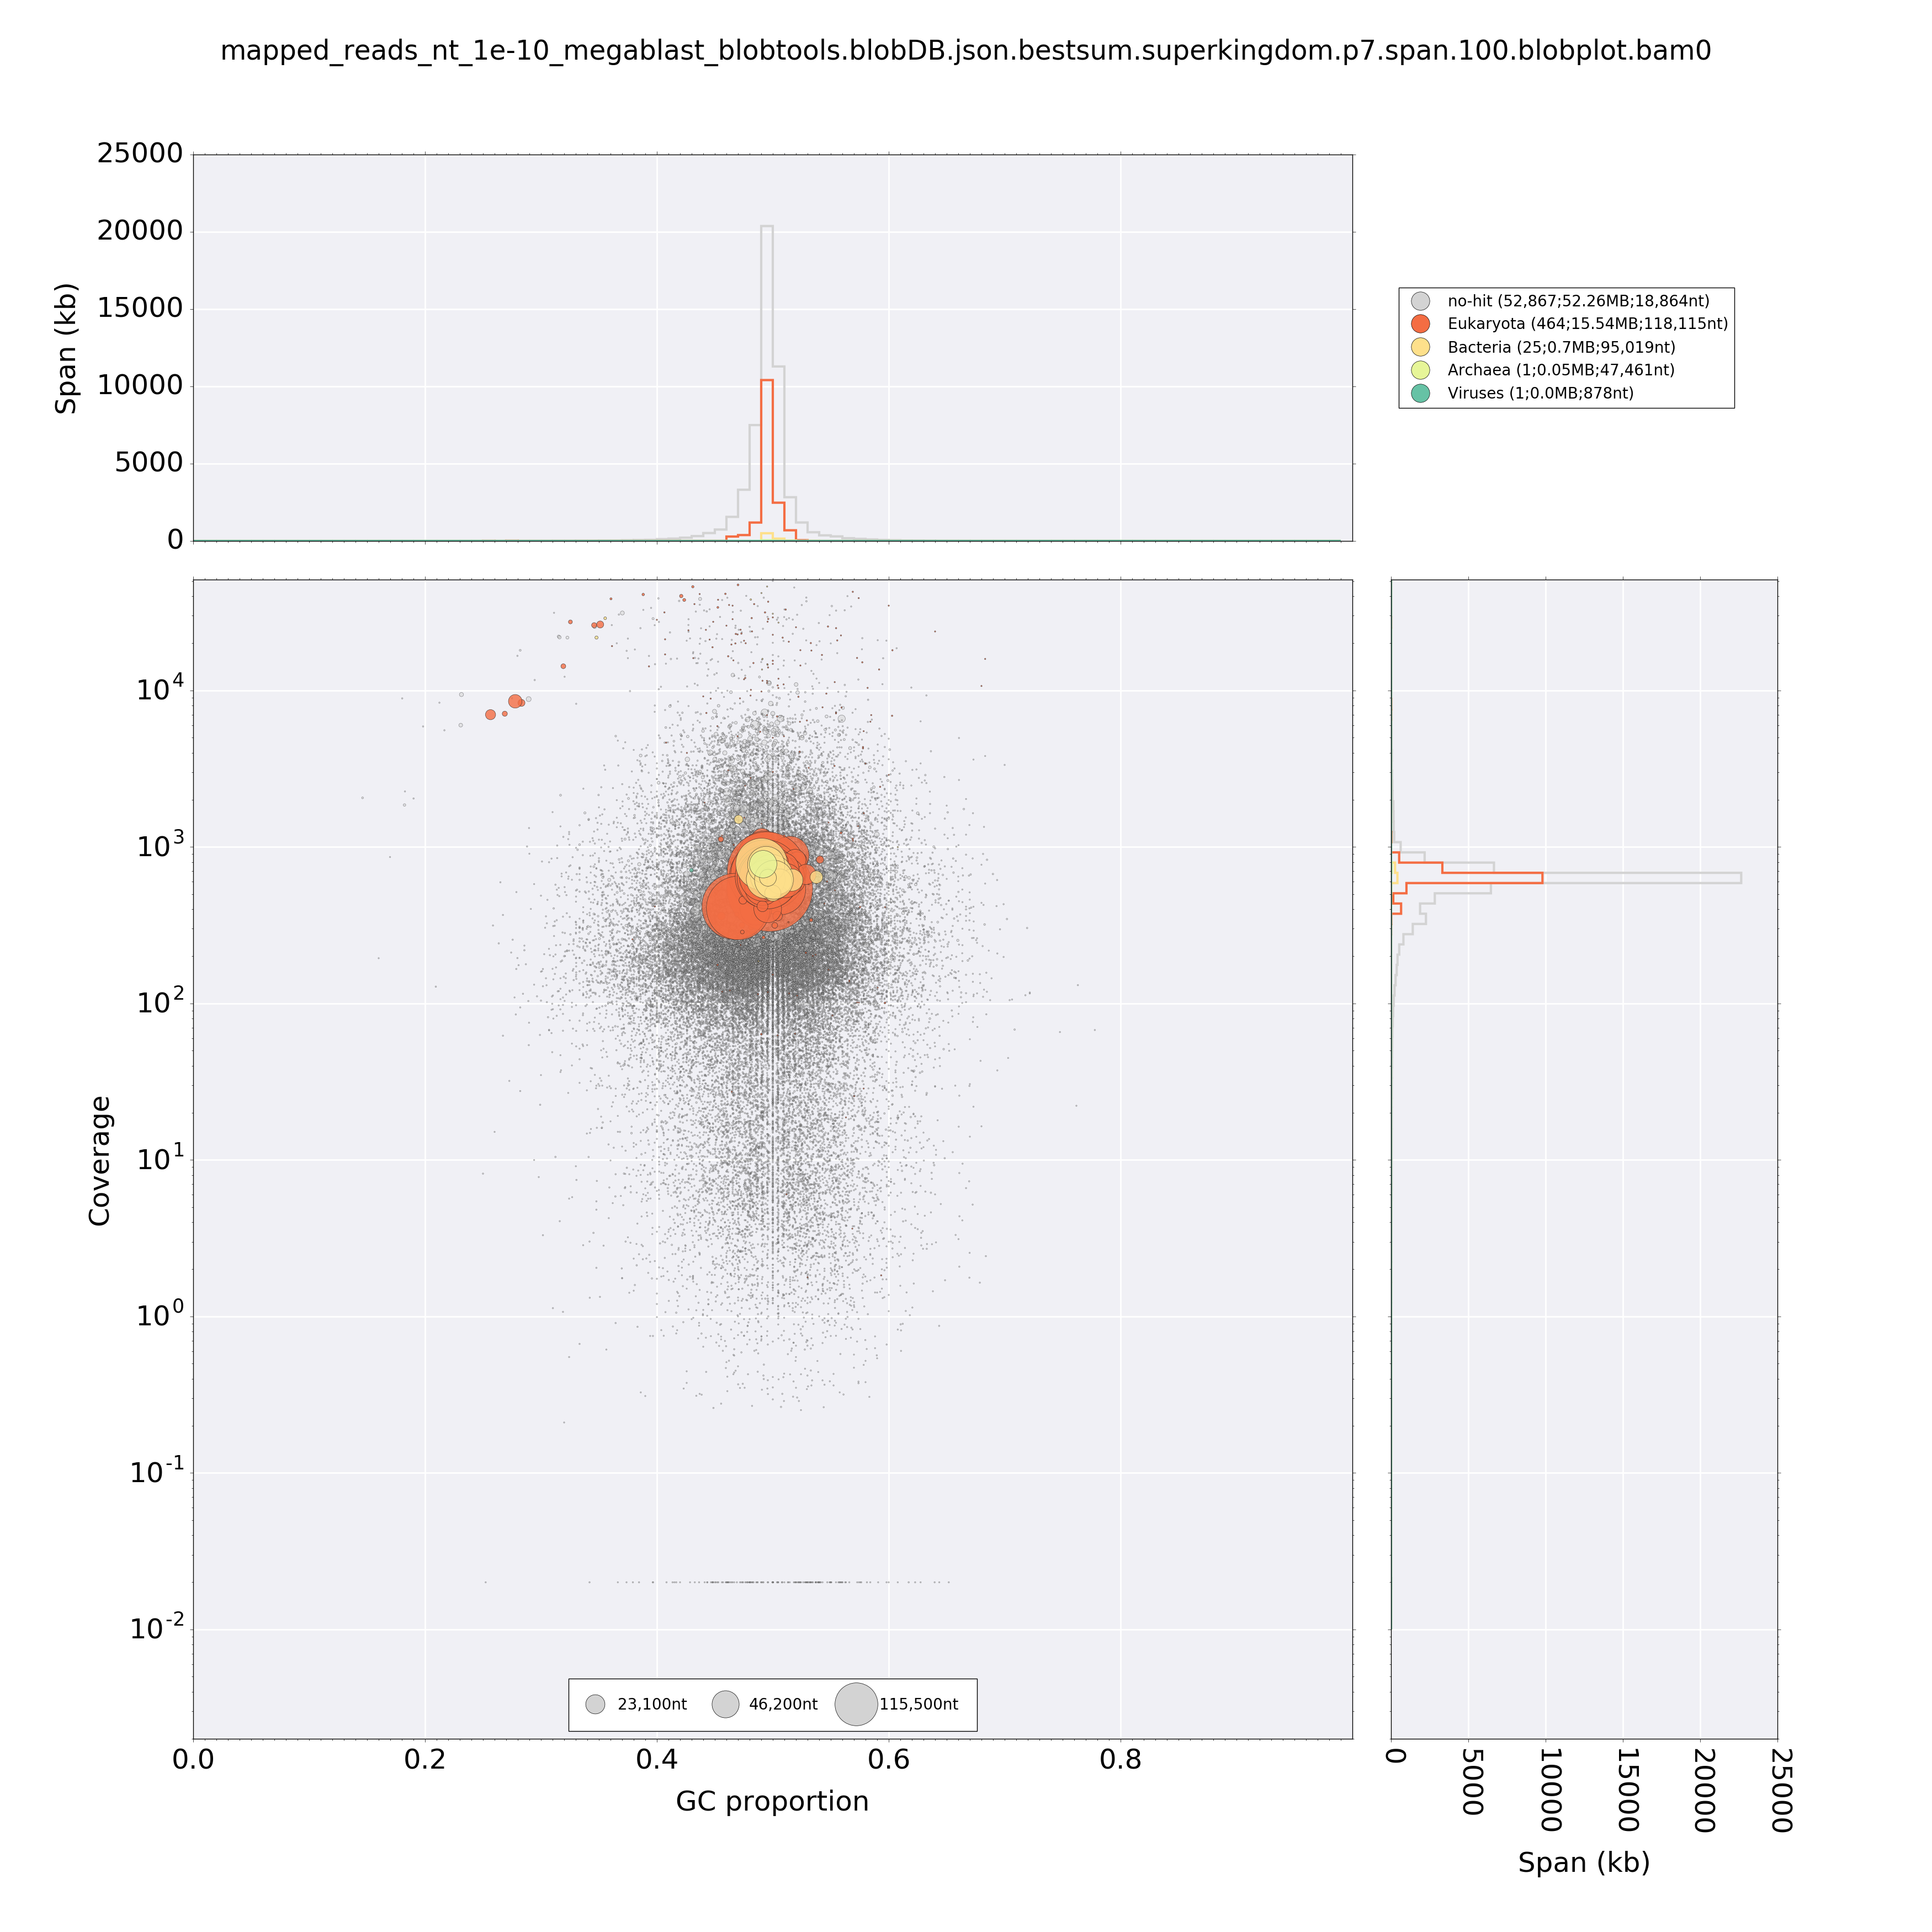 mapped_reads_nt_1e-10_megablast_blobtools.blobDB.json.bestsum.superkingdom.p7.span.100.blobplot.bam0
25000
20000
15000
10000
5000
0
Span (kb)
no-hit (52,867;52.26MB;18,864nt)
Eukaryota (464;15.54MB;118,115nt)
Bacteria (25;0.7MB;95,019nt)
Archaea (1;0.05MB;47,461nt)
Viruses (1;0.0MB;878nt)
10^4
10^3
10^2
10^1
10^0
10^-1
10^-2
Coverage
23,100nt 46,200nt 115,500nt
0.0 0.2 0.4 0.6 0.8
GC proportion
0 5000 10000 15000 20000 25000
Span (kb)